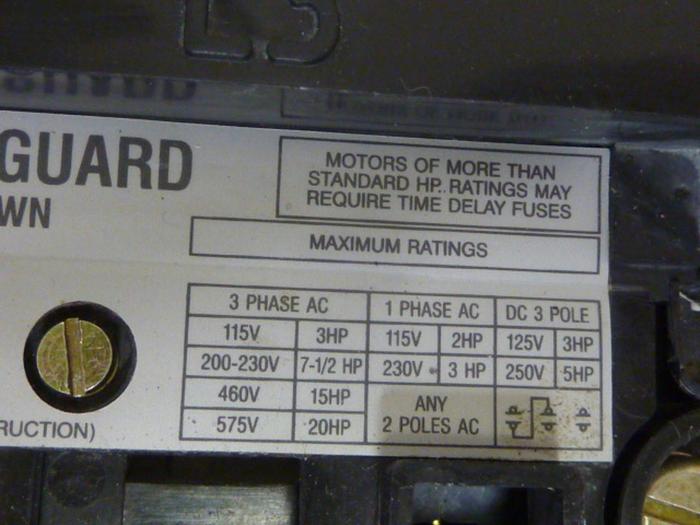 L3
GUARD
WN
MOTORS OF MORE THAN
STANDARD HP. RATINGS MAY
REQUIRE TIME DELAY FUSES
MAXIMUM RATINGS
3 PHASE AC 1 PHASE AC DC 3 POLE
115V 3HP 115V 2HP 125V 3HP
200-230V 7-1/2 HP 230V 3 HP 250V 5HP
460V 15HP ANY
575V 20HP 2 POLES AC
RUCTION)